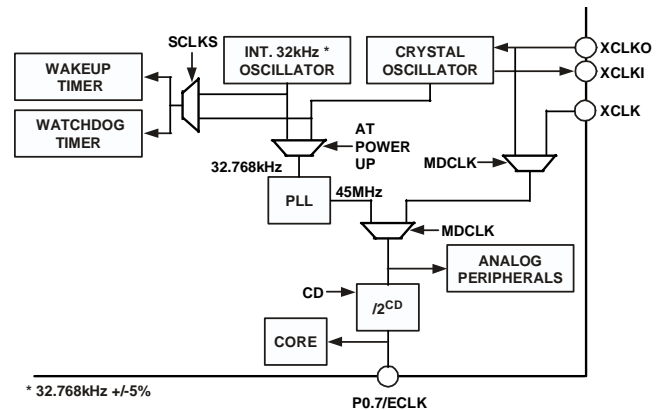 SCLKS
INT. 32kHz *
OSCILLATOR
CRYSTAL
OSCILLATOR
XCLKO
XCLKI
WAKEUP
TIMER
XCLK
WATCHDOG
TIMER
AT
POWER
UP
MDCLK
32.768kHz
PLL
45MHz
MDCLK
ANALOG
PERIPHERALS
CD
/2CD
CORE
* 32.768kHz +/-5%
P0.7/ECLK